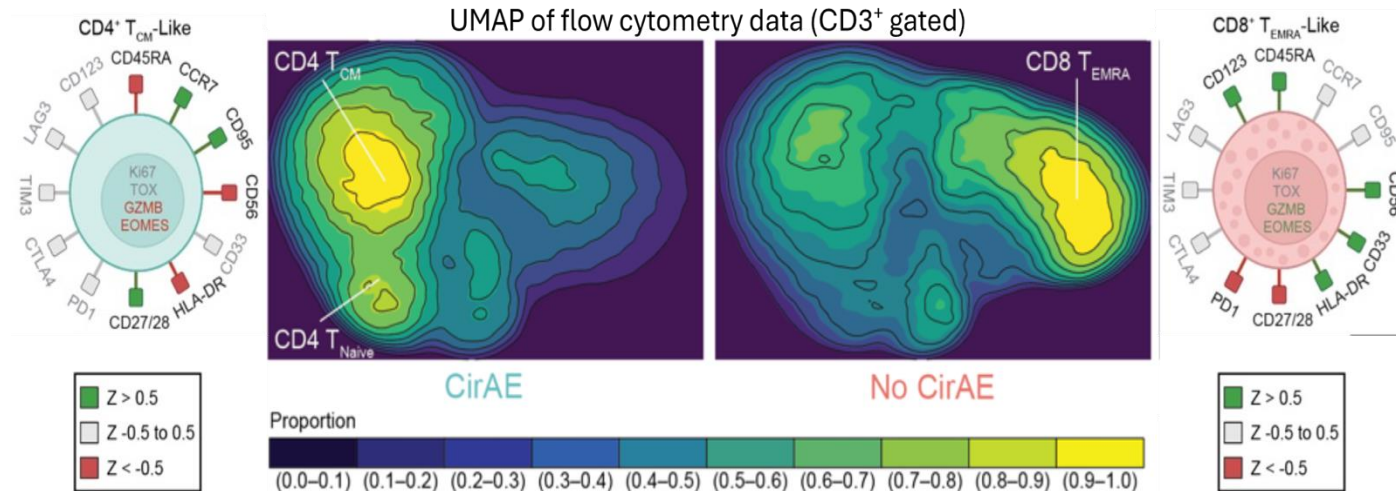 UMAP of flow cytometry data (CD3⁺ gated)
CD4⁺ T_CM-Like
CD45RA
CCR7
CD95
CD56
CD33
HLA-DR
CD27/28
PD1
CTLA4
TIM3
LAG3
CD123
Ki67
TOX
GZMB
EOMES
Z > 0.5
Z -0.5 to 0.5
Z < -0.5
CD4 T_CM
CD4 T_Naive
CirAE
CD8 T_EMRA
No CirAE
Proportion
(0.0–0.1) (0.1–0.2) (0.2–0.3) (0.3–0.4) (0.4–0.5) (0.5–0.6) (0.6–0.7) (0.7–0.8) (0.8–0.9) (0.9–1.0)
CD8⁺ T_EMRA-Like
CD45RA
CCR7
CD95
CD56
CD33
HLA-DR
CD27/28
PD1
CTLA4
TIM3
LAG3
CD123
Ki67
TOX
GZMB
EOMES
Z > 0.5
Z -0.5 to 0.5
Z < -0.5